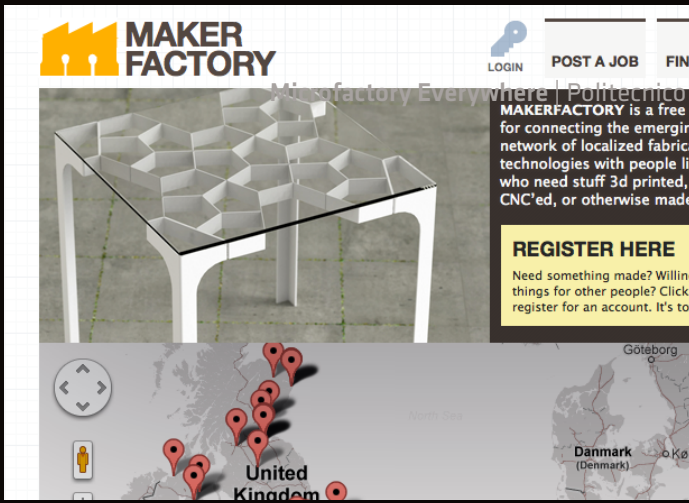 MAKER
FACTORY
LOGIN
POST A JOB
FIN
Microfactory Everywhere | Politecnico
MAKERFACTORY is a free
for connecting the emergin
network of localized fabrica
technologies with people li
who need stuff 3d printed,
CNC'ed, or otherwise made
REGISTER HERE
Need something made? Willin
things for other people? Click
register for an account. It's to
Göteborg
North Sea
Danmark
(Denmark)
Kø
United
Kingdom